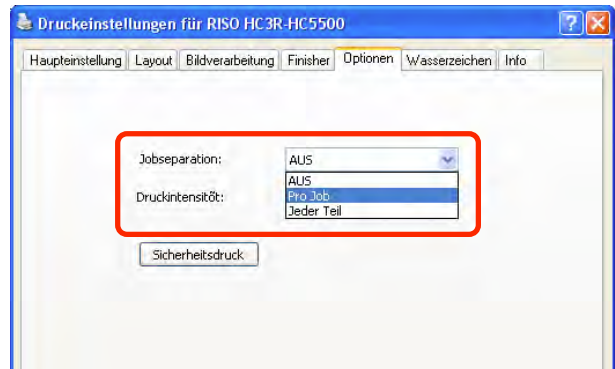 Druckeinstellungen für RISO HC3R-HC5500
Haupteinstellung Layout Bildverarbeitung Finisher Optionen Wasserzeichen Info
Jobseparation: AUS
AUS
Druckintensitöt: Pro Job
Jeder Teil
Sicherheitsdruck